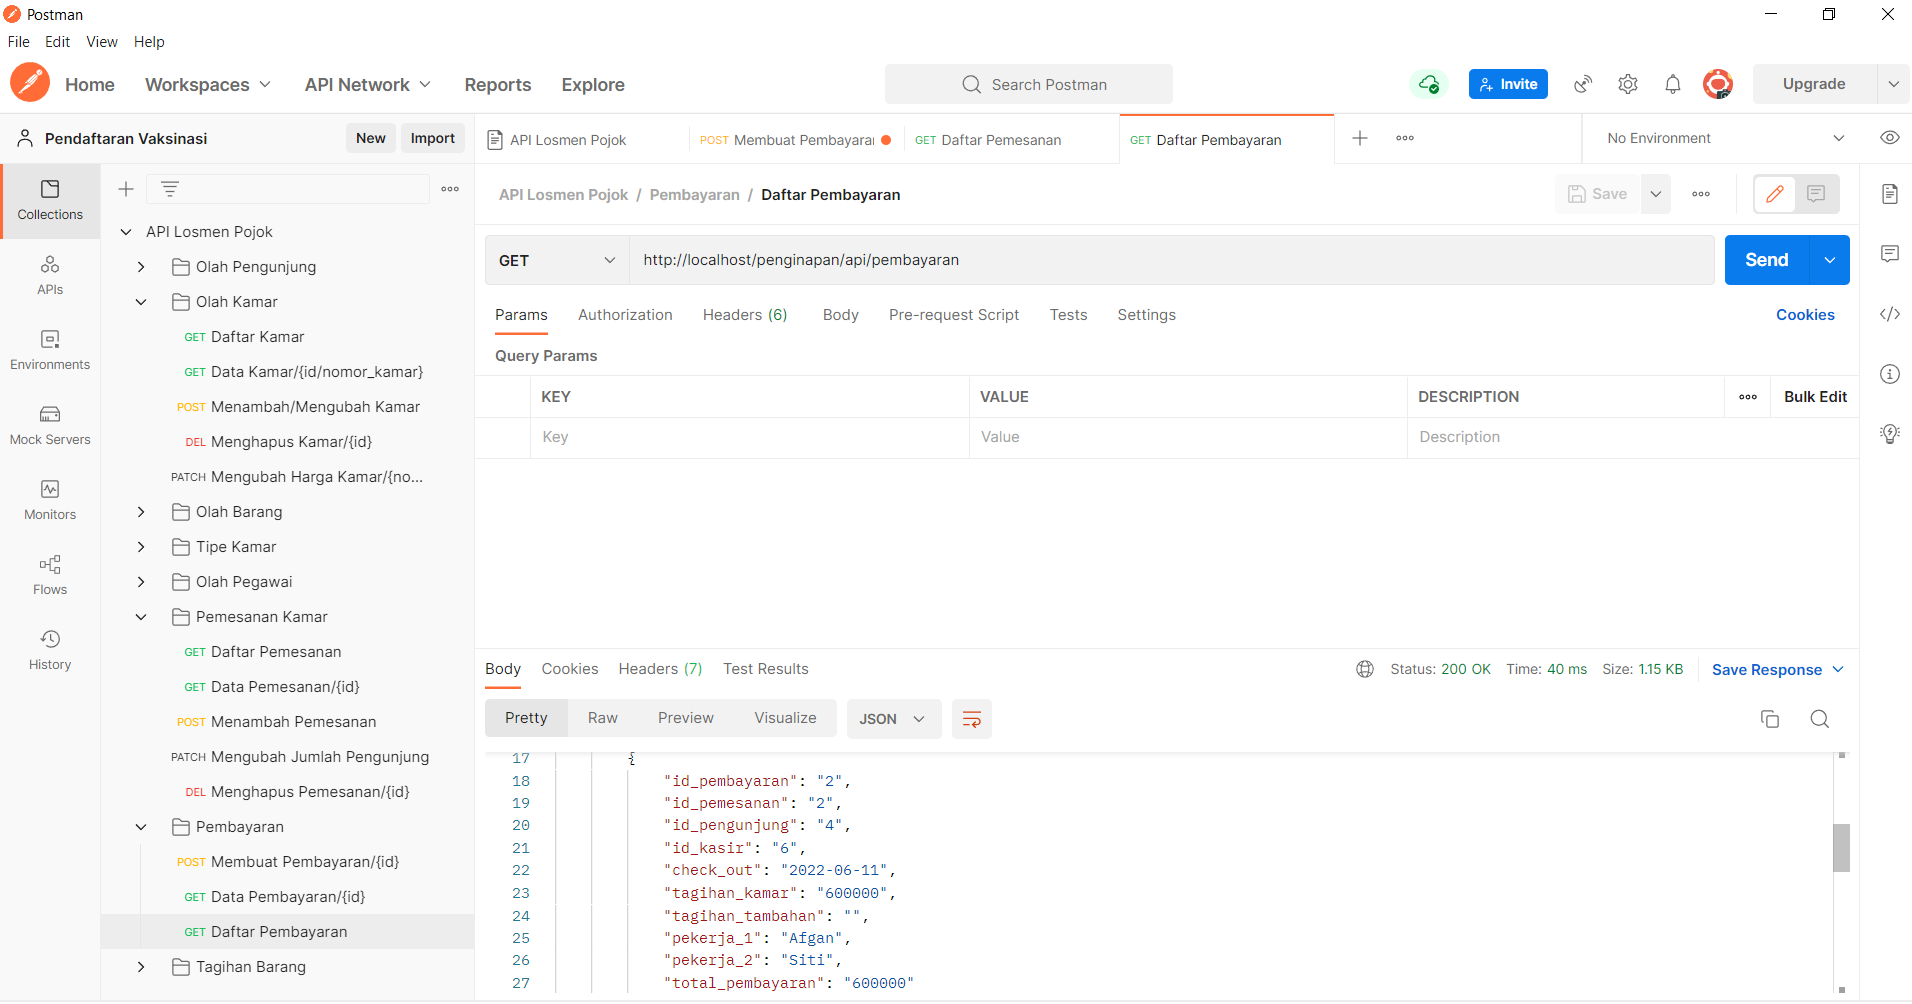 Postman
File Edit View Help
Home Workspaces API Network Reports Explore Search Postman Invite Upgrade
Pendaftaran Vaksinasi New Import
API Losmen Pojok POST Membuat Pembayaran GET Daftar Pemesanan GET Daftar Pembayaran No Environment
Collections
APIs
Environments
Mock Servers
Monitors
Flows
History
API Losmen Pojok
Olah Pengunjung
Olah Kamar
GET Daftar Kamar
GET Data Kamar/{id/nomor_kamar}
POST Menambah/Mengubah Kamar
DEL Menghapus Kamar/{id}
PATCH Mengubah Harga Kamar/{no...
Olah Barang
Tipe Kamar
Olah Pegawai
Pemesanan Kamar
GET Daftar Pemesanan
GET Data Pemesanan/{id}
POST Menambah Pemesanan
PATCH Mengubah Jumlah Pengunjung
DEL Menghapus Pemesanan/{id}
Pembayaran
POST Membuat Pembayaran/{id}
GET Data Pembayaran/{id}
GET Daftar Pembayaran
Tagihan Barang
API Losmen Pojok / Pembayaran / Daftar Pembayaran Save
GET http://localhost/penginapan/api/pembayaran Send
Params Authorization Headers (6) Body Pre-request Script Tests Settings Cookies
Query Params
KEY VALUE DESCRIPTION Bulk Edit
Key Value Description
Body Cookies Headers (7) Test Results Status: 200 OK Time: 40 ms Size: 1.15 KB Save Response
Pretty Raw Preview Visualize JSON
17 {
18 "id_pembayaran": "2",
19 "id_pemesanan": "2",
20 "id_pengunjung": "4",
21 "id_kasir": "6",
22 "check_out": "2022-06-11",
23 "tagihan_kamar": "600000",
24 "tagihan_tambahan": "",
25 "pekerja_1": "Afgan",
26 "pekerja_2": "Siti",
27 "total_pembayaran": "600000"